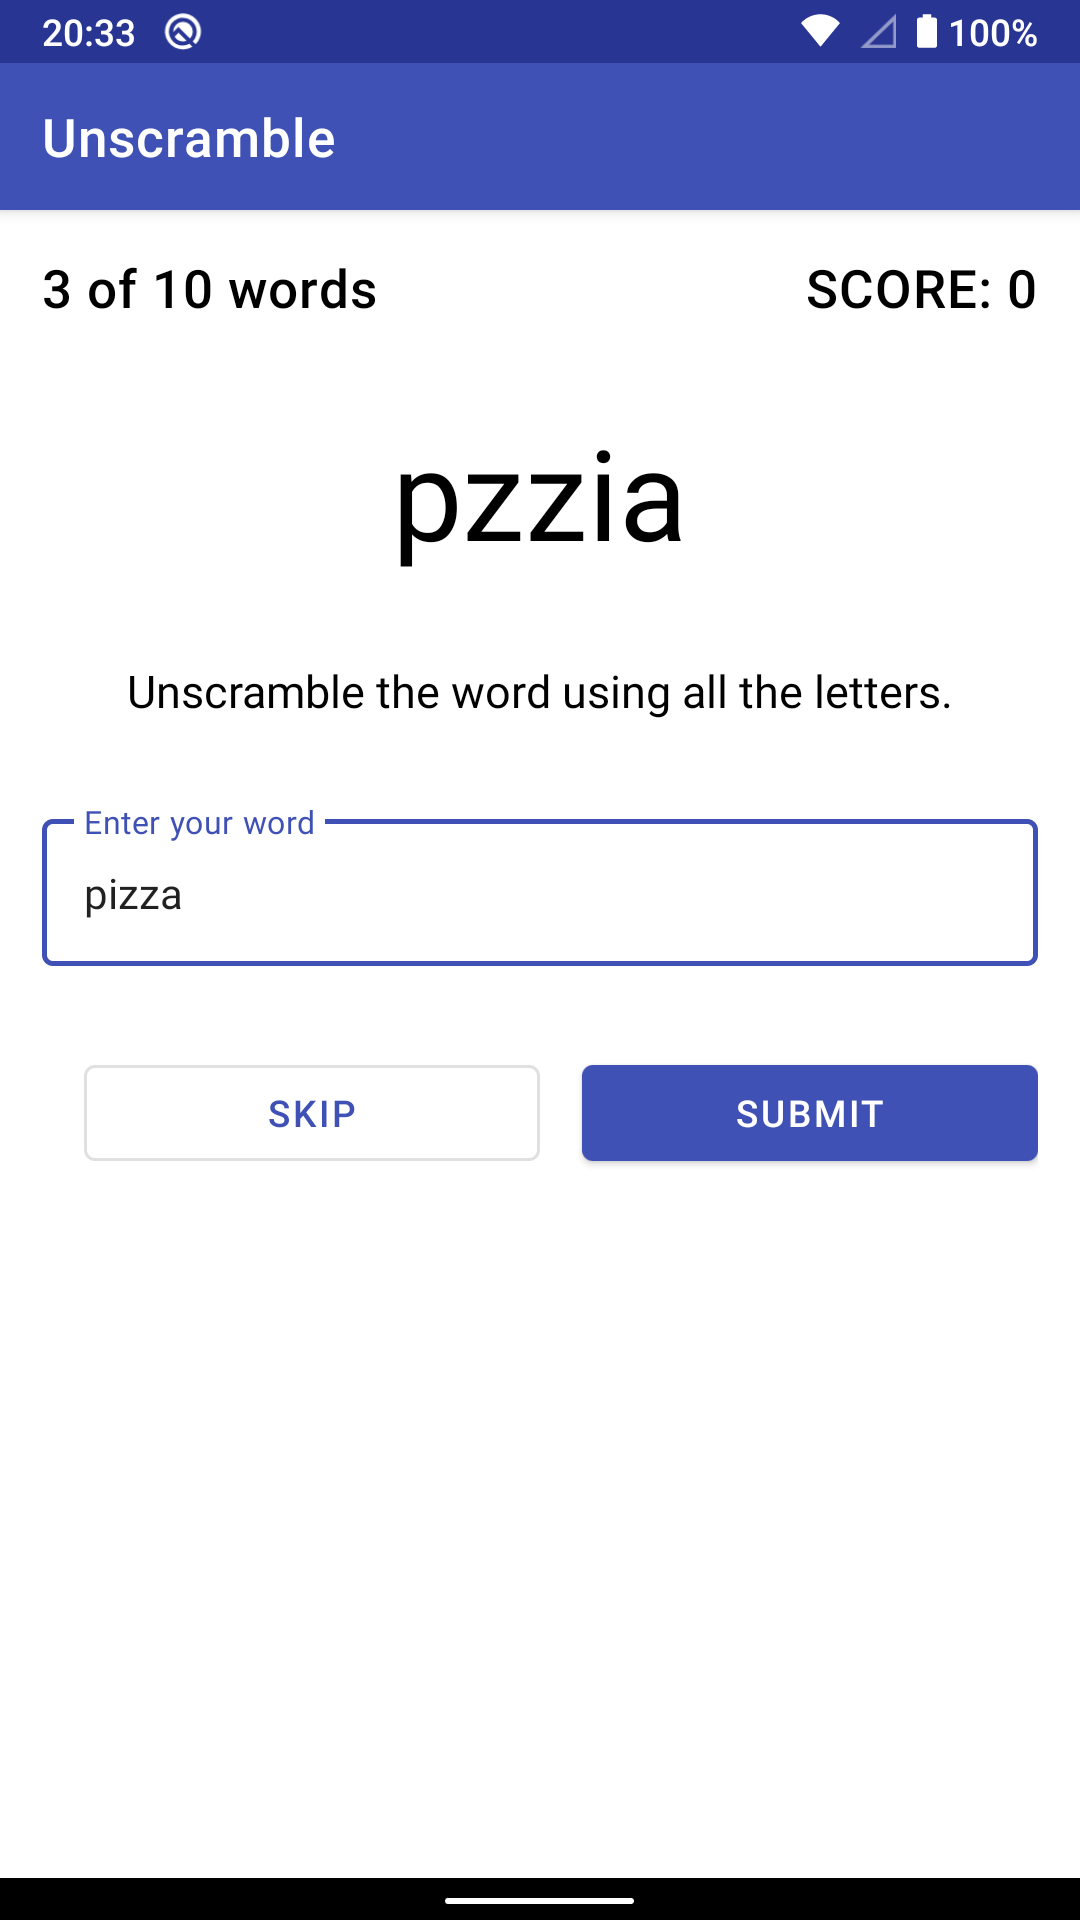 20:33 100%
Unscramble
3 of 10 words SCORE: 0
pzzia
Unscramble the word using all the letters.
Enter your word
pizza
SKIP SUBMIT